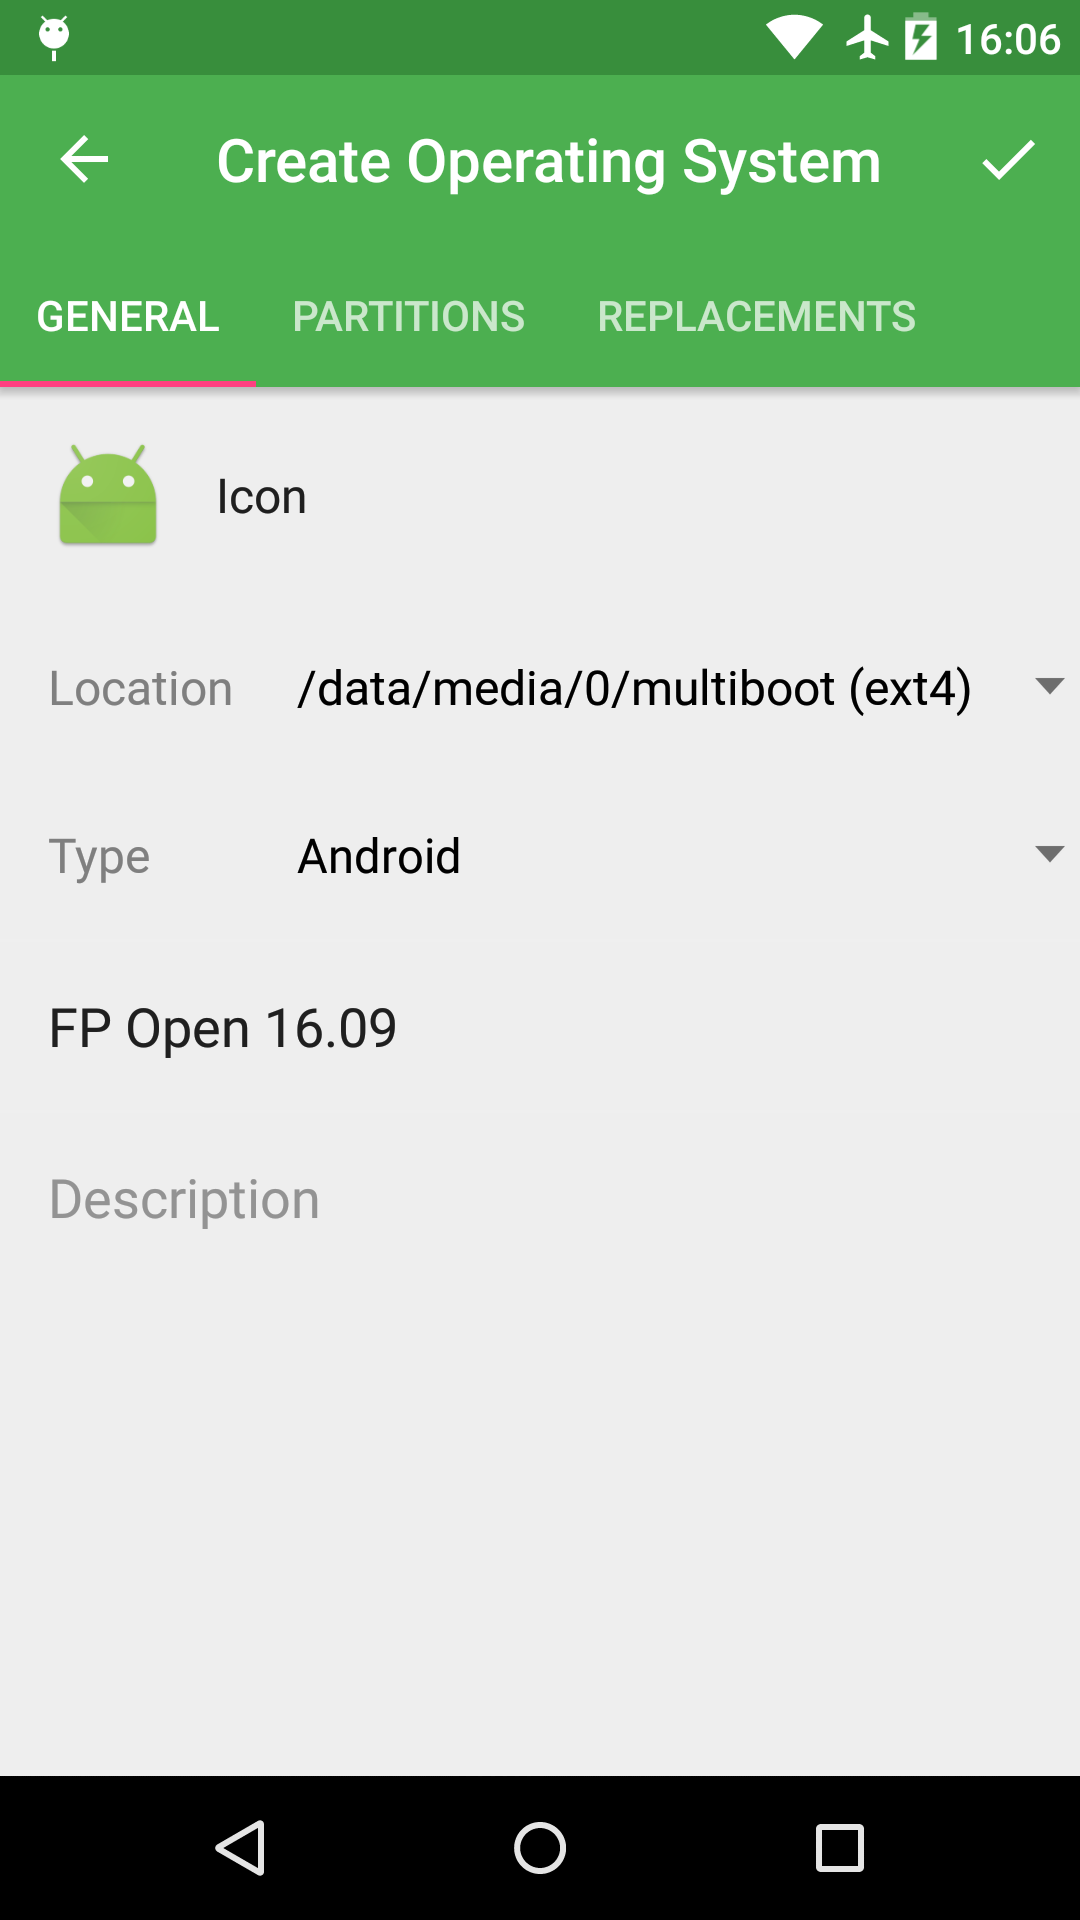 16:06
Create Operating System
GENERAL PARTITIONS REPLACEMENTS
Icon
Location /data/media/0/multiboot (ext4)
Type Android
FP Open 16.09
Description